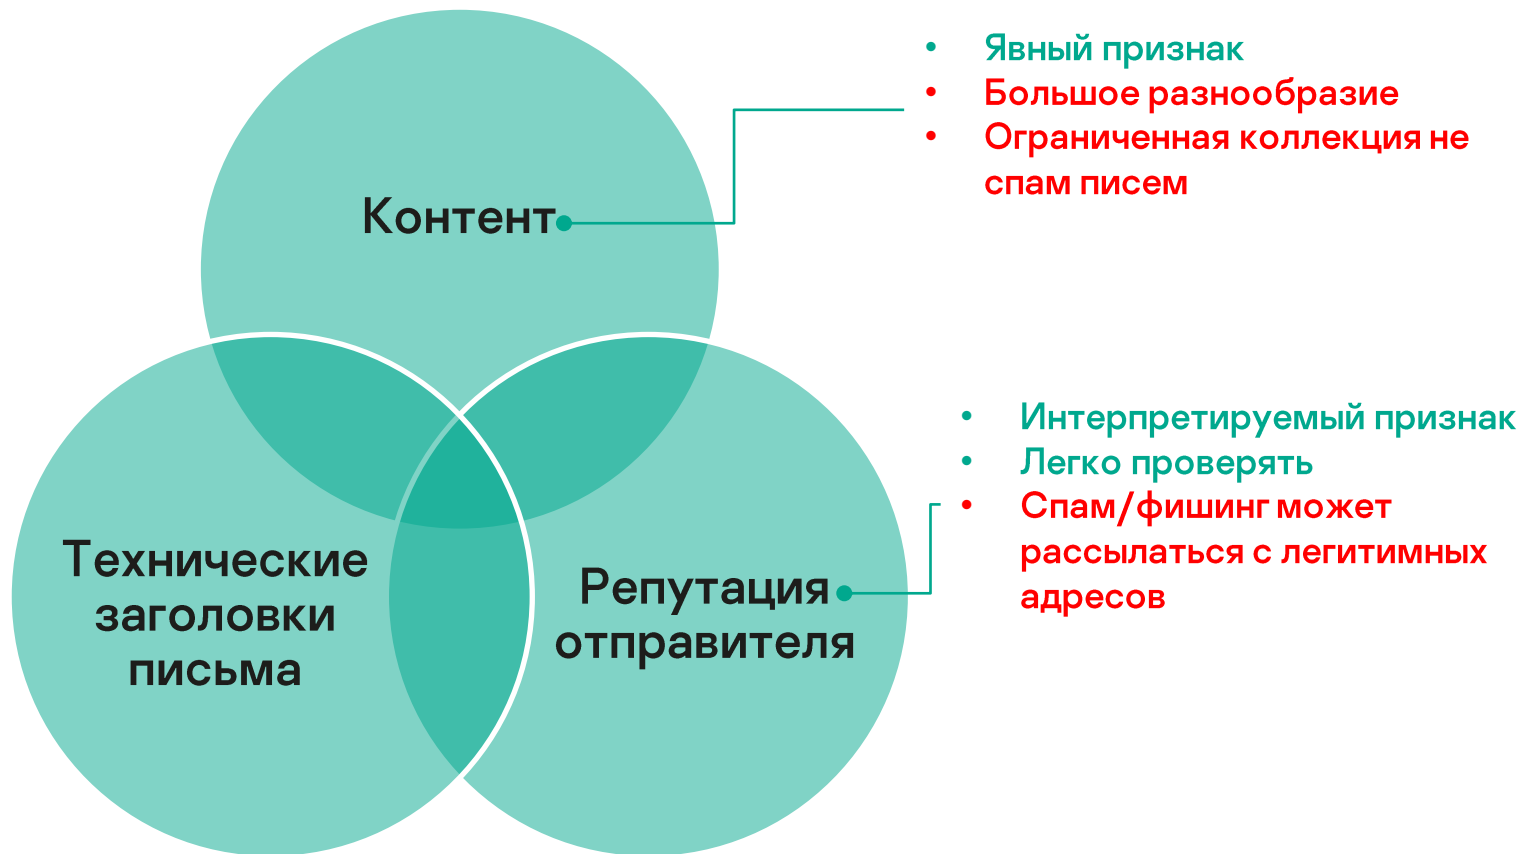 Контент
• Явный признак
• Большое разнообразие
• Ограниченная коллекция не
спам писем
Технические
заголовки
письма
Репутация
отправителя
• Интерпретируемый признак
• Легко проверять
• Спам/фишинг может
рассылаться с легитимных
адресов